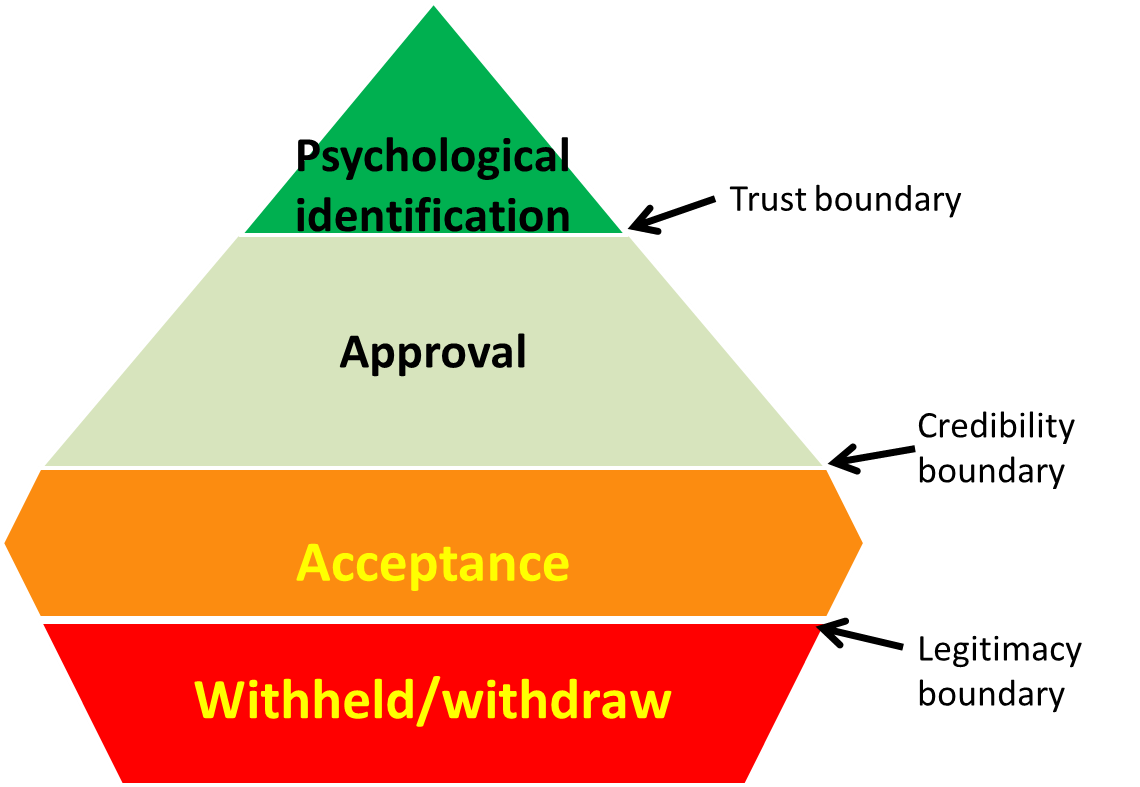 Psychological
identification
Trust boundary
Approval
Credibility
boundary
Acceptance
Legitimacy
boundary
Withheld/withdraw